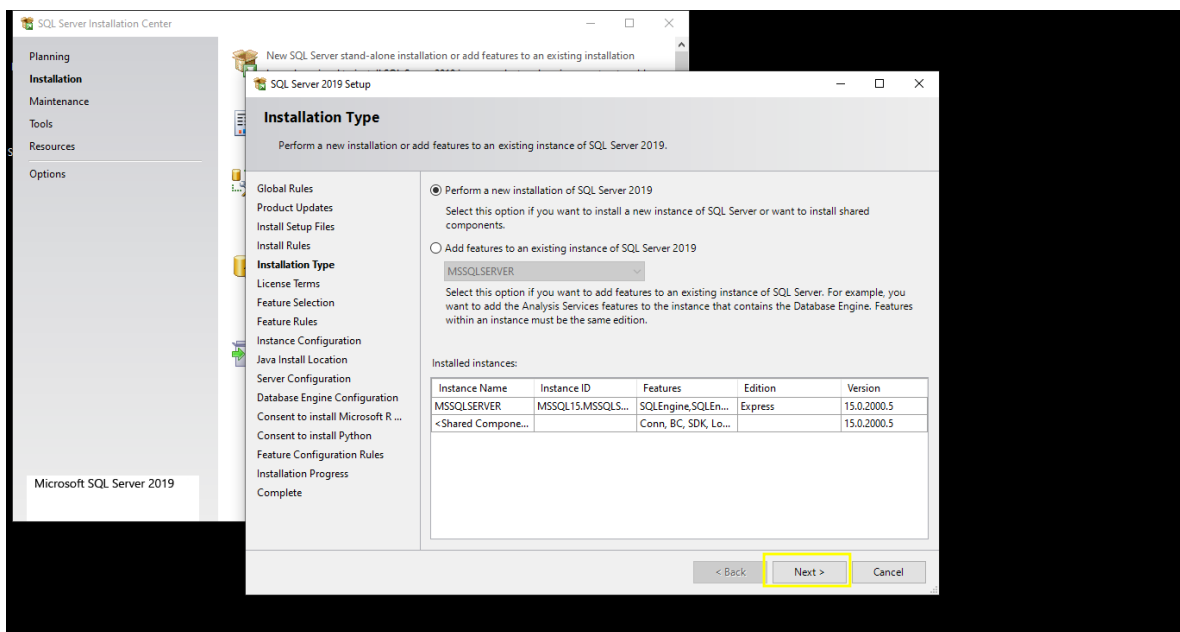 SQL Server Installation Center
Planning
Installation
Maintenance
Tools
Resources
Options
Microsoft SQL Server 2019
New SQL Server stand-alone installation or add features to an existing installation
SQL Server 2019 Setup
Installation Type
Perform a new installation or add features to an existing instance of SQL Server 2019.
Global Rules
Product Updates
Install Setup Files
Install Rules
Installation Type
License Terms
Feature Selection
Feature Rules
Instance Configuration
Java Install Location
Server Configuration
Database Engine Configuration
Consent to install Microsoft R ...
Consent to install Python
Feature Configuration Rules
Installation Progress
Complete
Perform a new installation of SQL Server 2019
Select this option if you want to install a new instance of SQL Server or want to install shared
components.
Add features to an existing instance of SQL Server 2019
MSSQLSERVER
Select this option if you want to add features to an existing instance of SQL Server. For example, you
want to add the Analysis Services features to the instance that contains the Database Engine. Features
within an instance must be the same edition.
Installed instances:
Instance Name Instance ID Features Edition Version
MSSQLSERVER MSSQL15.MSSQLS... SQLEngine,SQLEn... Express 15.0.2000.5
<Shared Compone... Conn, BC, SDK, Lo... 15.0.2000.5
< Back Next > Cancel